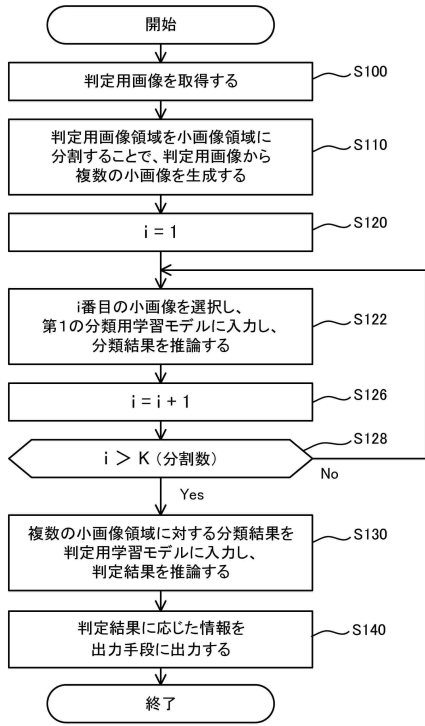 開始
判定用画像を取得する
S100
判定用画像領域を小画像領域に
分割することで、判定用画像から
複数の小画像を生成する
S110
i = 1
S120
i番目の小画像を選択し、
第1の分類用学習モデルに入力し、
分類結果を推論する
S122
i = i + 1
S126
i > K (分割数)
S128
No
Yes
複数の小画像領域に対する分類結果を
判定用学習モデルに入力し、
判定結果を推論する
S130
判定結果に応じた情報を
出力手段に出力する
S140
終了